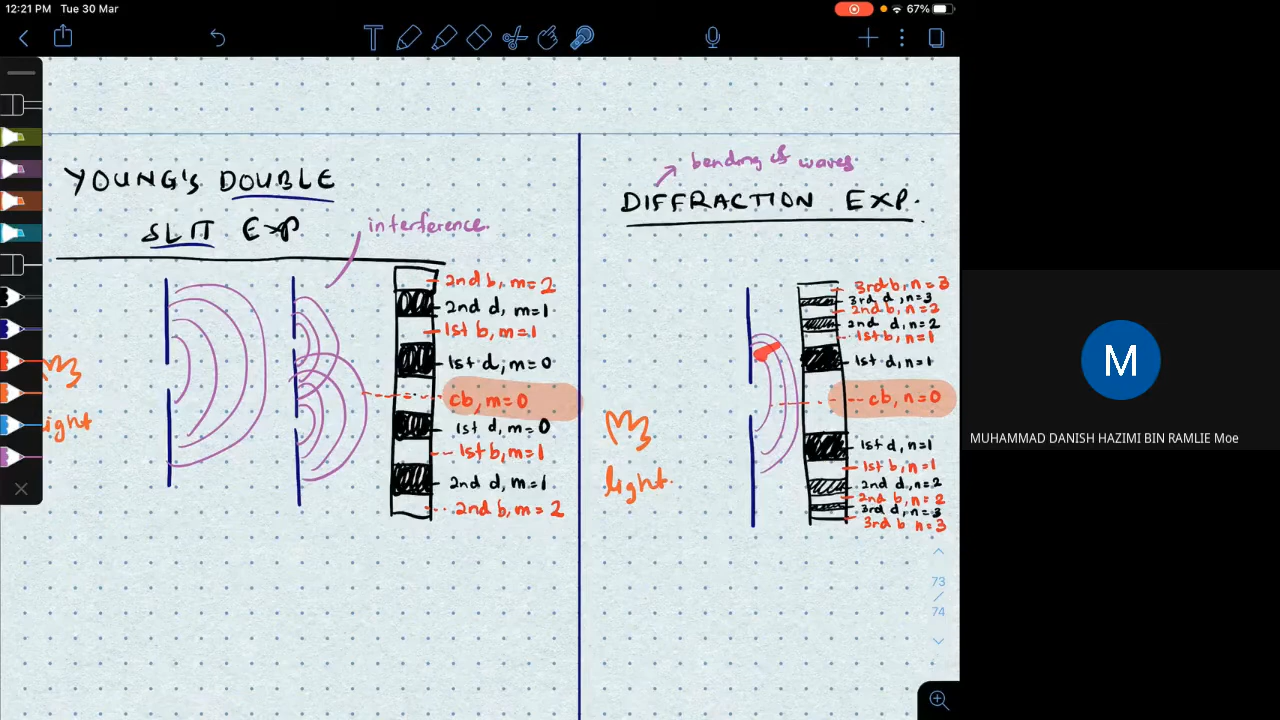 12:21 PM Tue 30 Mar
67%
YOUNG'S DOUBLE
SLIT EXP
interference
2nd b, m = 2
2nd d, m = 1
1st b, m = 1
1st d, m = 0
cb, m = 0
1st d, m = 0
1st b, m = 1
2nd d, m = 1
2nd b, m = 2
ight
bending of waves
DIFFRACTION EXP.
3rd b, n = 3
3rd d, n = 3
2nd b, n = 2
2nd d, n = 2
1st b, n = 1
1st d, n = 1
cb, n = 0
1st d, n = 1
1st b, n = 1
2nd d, n = 2
2nd b, n = 2
3rd d, n = 3
3rd b n = 3
light.
73
/
74
M
MUHAMMAD DANISH HAZIMI BIN RAMLIE Moe